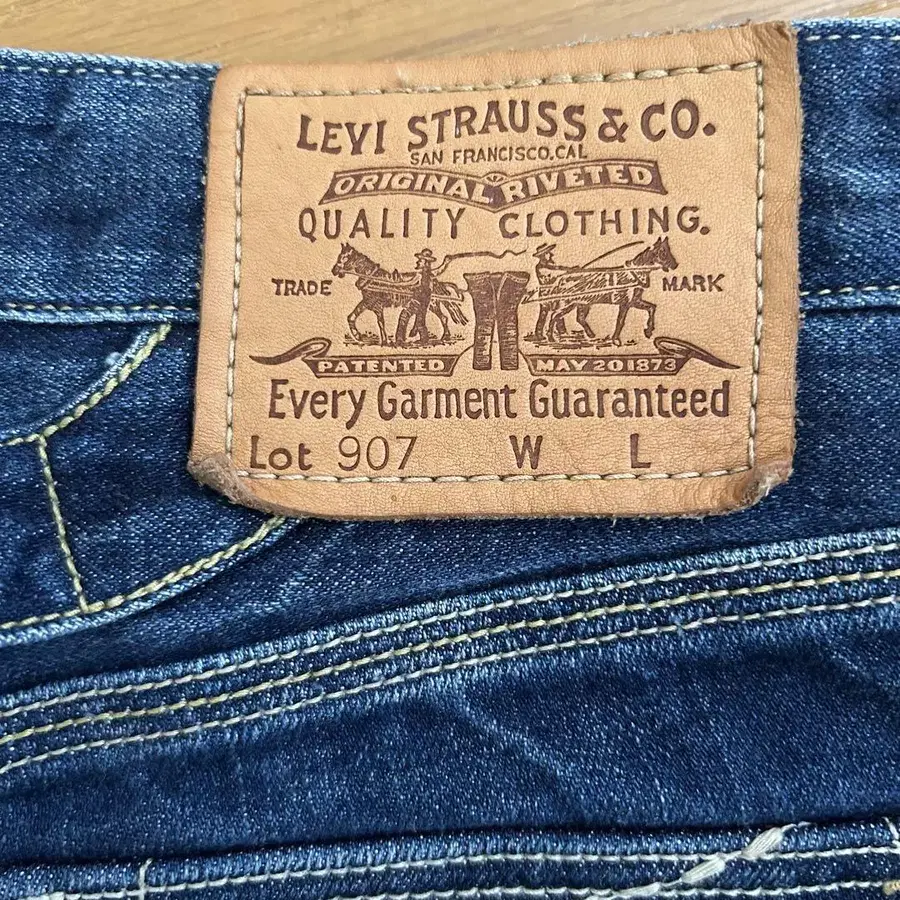 LEVI STRAUSS & CO.
SAN FRANCISCO.CAL
ORIGINAL RIVETED
QUALITY CLOTHING.
TRADE MARK
PATENTED MAY 20 1873
Every Garment Guaranteed
Lot 907 W L